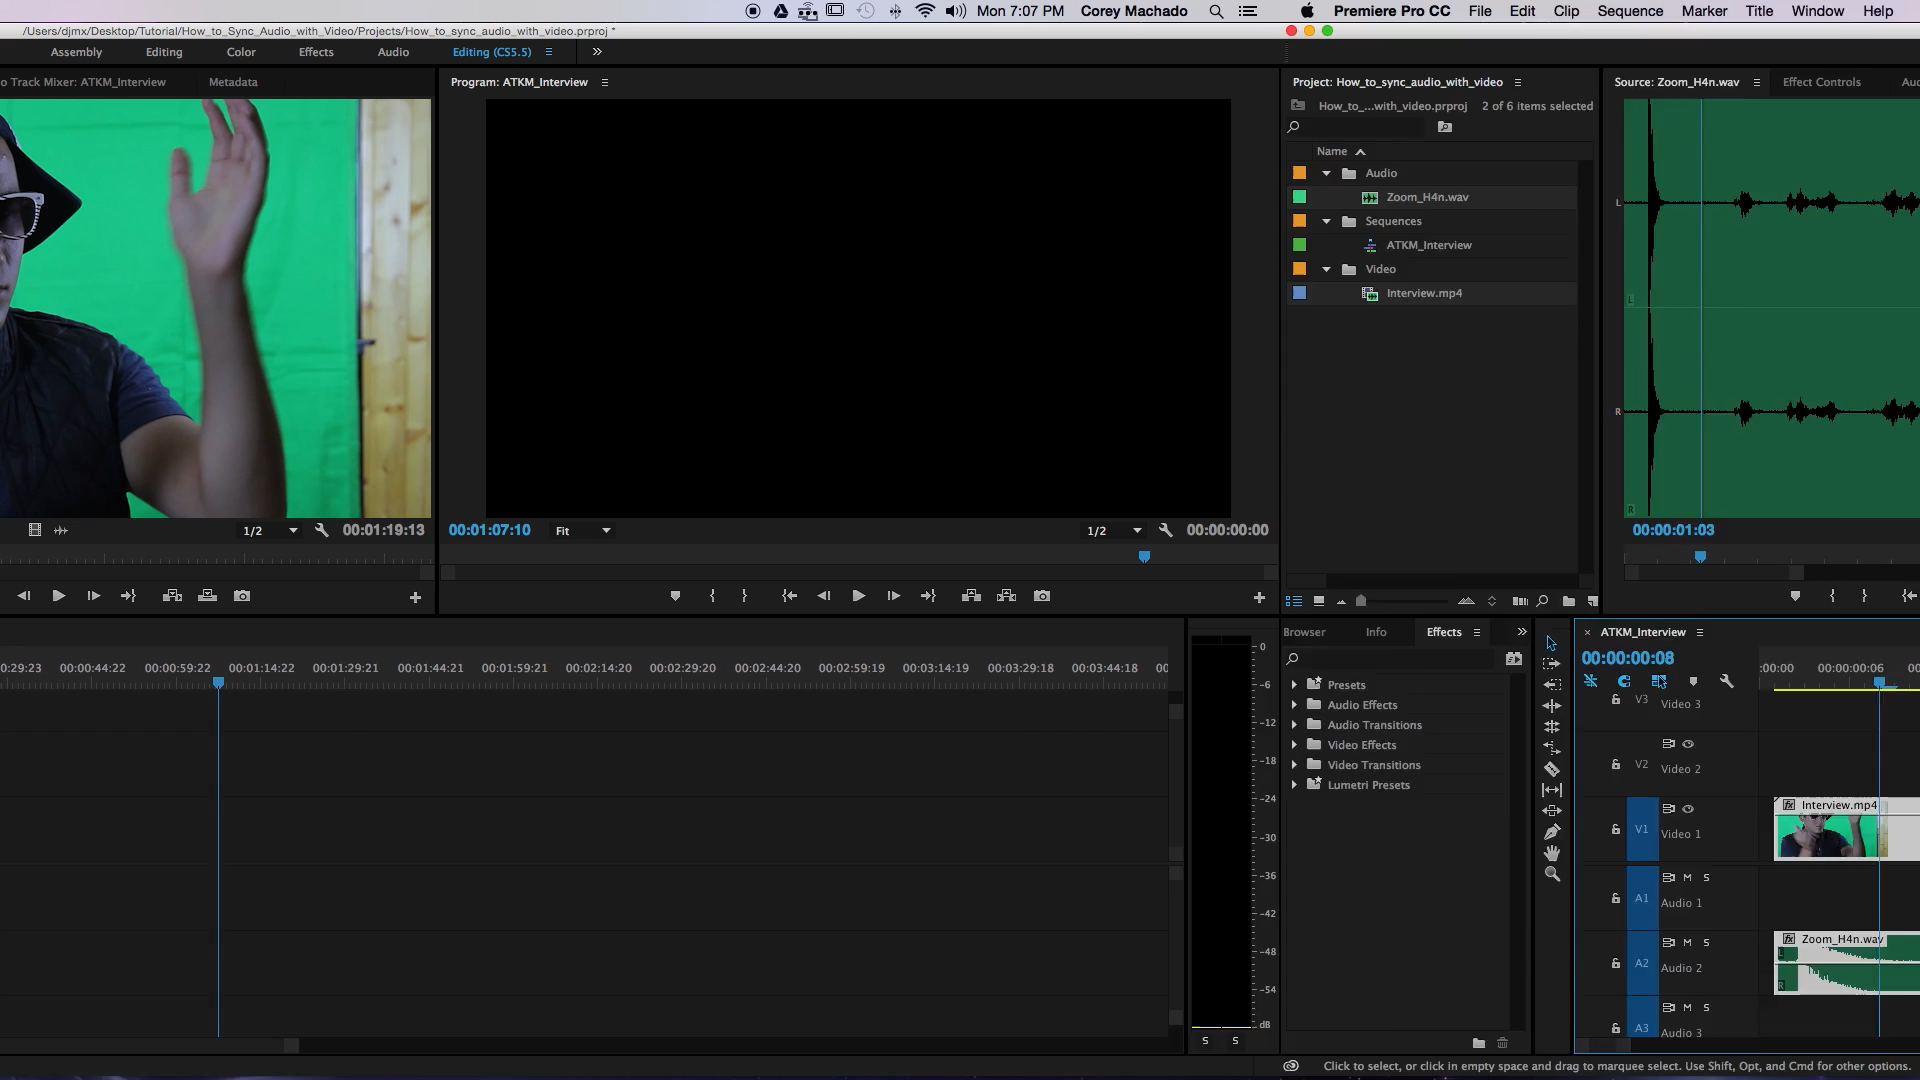 Mon 7:07 PM Corey Machado Premiere Pro CC File Edit Clip Sequence Marker Title Window Help
/Users/djmx/Desktop/Tutorial/How_to_Sync_Audio_with_Video/Projects/How_to_sync_audio_with_video.prproj *
Assembly Editing Color Effects Audio Editing (CS5.5)
o Track Mixer: ATKM_Interview Metadata
Program: ATKM_Interview
Project: How_to_sync_audio_with_video
Source: Zoom_H4n.wav Effect Controls Au
How_to_...with_video.prproj 2 of 6 items selected
Name
Audio
Zoom_H4n.wav
Sequences
ATKM_Interview
Video
Interview.mp4
L
L
R
R
1/2 00:01:19:13
00:01:07:10 Fit 1/2 00:00:00:00
00:00:01:03
0:29:23 00:00:44:22 00:00:59:22 00:01:14:22 00:01:29:21 00:01:44:21 00:01:59:21 00:02:14:20 00:02:29:20 00:02:44:20 00:02:59:19 00:03:14:19 00:03:29:18 00:03:44:18 00
0
-6
-12
-18
-24
-30
-36
-42
-48
-54
dB
S S
Browser Info Effects
Presets
Audio Effects
Audio Transitions
Video Effects
Video Transitions
Lumetri Presets
ATKM_Interview
00:00:00:08
:00:00 00:00:00:06 00
V3 Video 3
V2 Video 2
V1 Video 1
fx Interview.mp4
A1 M S
Audio 1
A2 M S
Audio 2
fx Zoom_H4n.wav
L
R
A3 M S
Audio 3
Click to select, or click in empty space and drag to marquee select. Use Shift, Opt, and Cmd for other options.